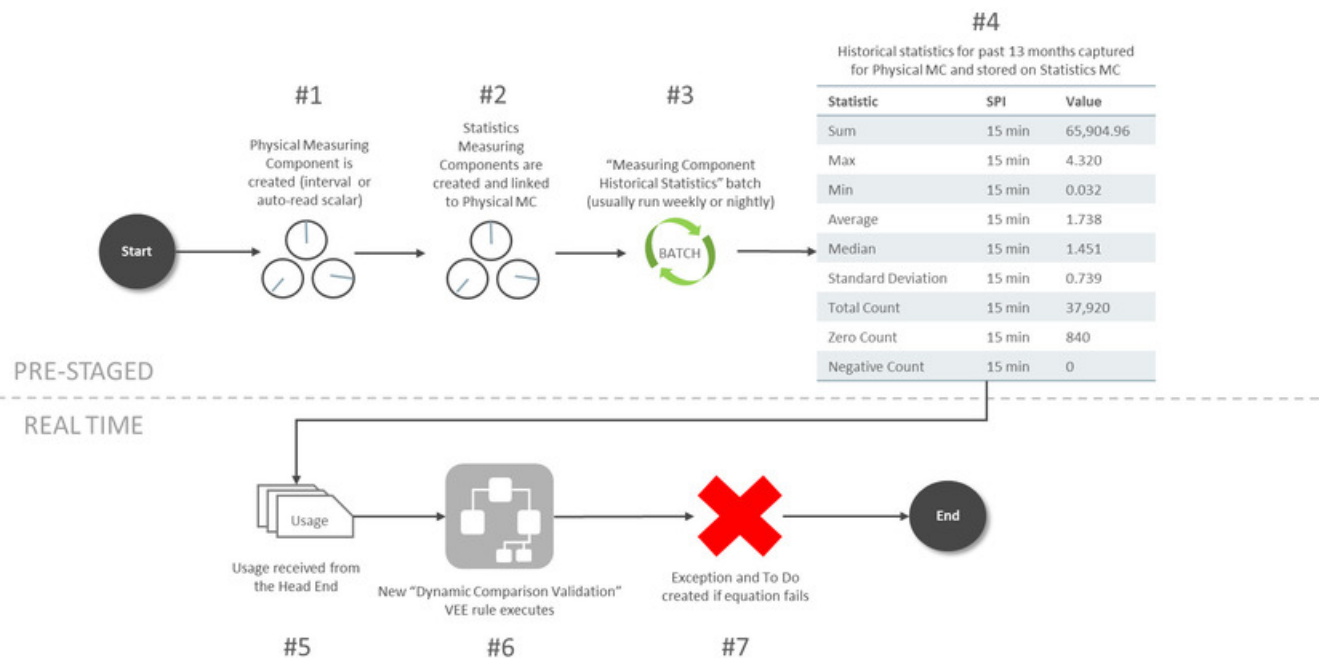 #4
Historical statistics for past 13 months captured
for Physical MC and stored on Statistics MC
Statistic SPI Value
Sum 15 min 65,904.96
Max 15 min 4.320
Min 15 min 0.032
Average 15 min 1.738
Median 15 min 1.451
Standard Deviation 15 min 0.739
Total Count 15 min 37,920
Zero Count 15 min 840
Negative Count 15 min 0
#1
Physical Measuring
Component is
created (interval or
auto-read scalar)
#2
Statistics
Measuring
Components are
created and linked
to Physical MC
#3
“Measuring Component
Historical Statistics” batch
(usually run weekly or nightly)
Start
BATCH
PRE-STAGED
REAL TIME
Usage
Usage received from
the Head End
#5
New “Dynamic Comparison Validation”
VEE rule executes
#6
Exception and To Do
created if equation fails
#7
End